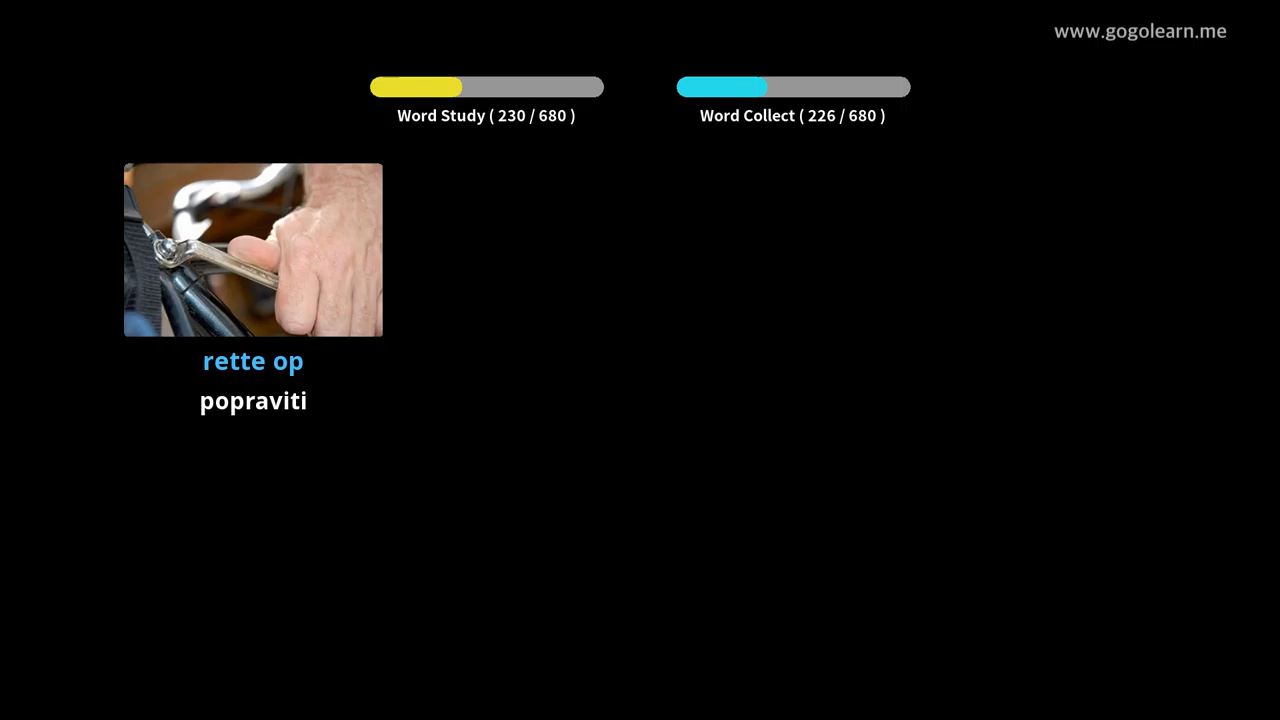 www.gogolearn.me
Word Study ( 230 / 680 )
Word Collect ( 226 / 680 )
rette op
popraviti